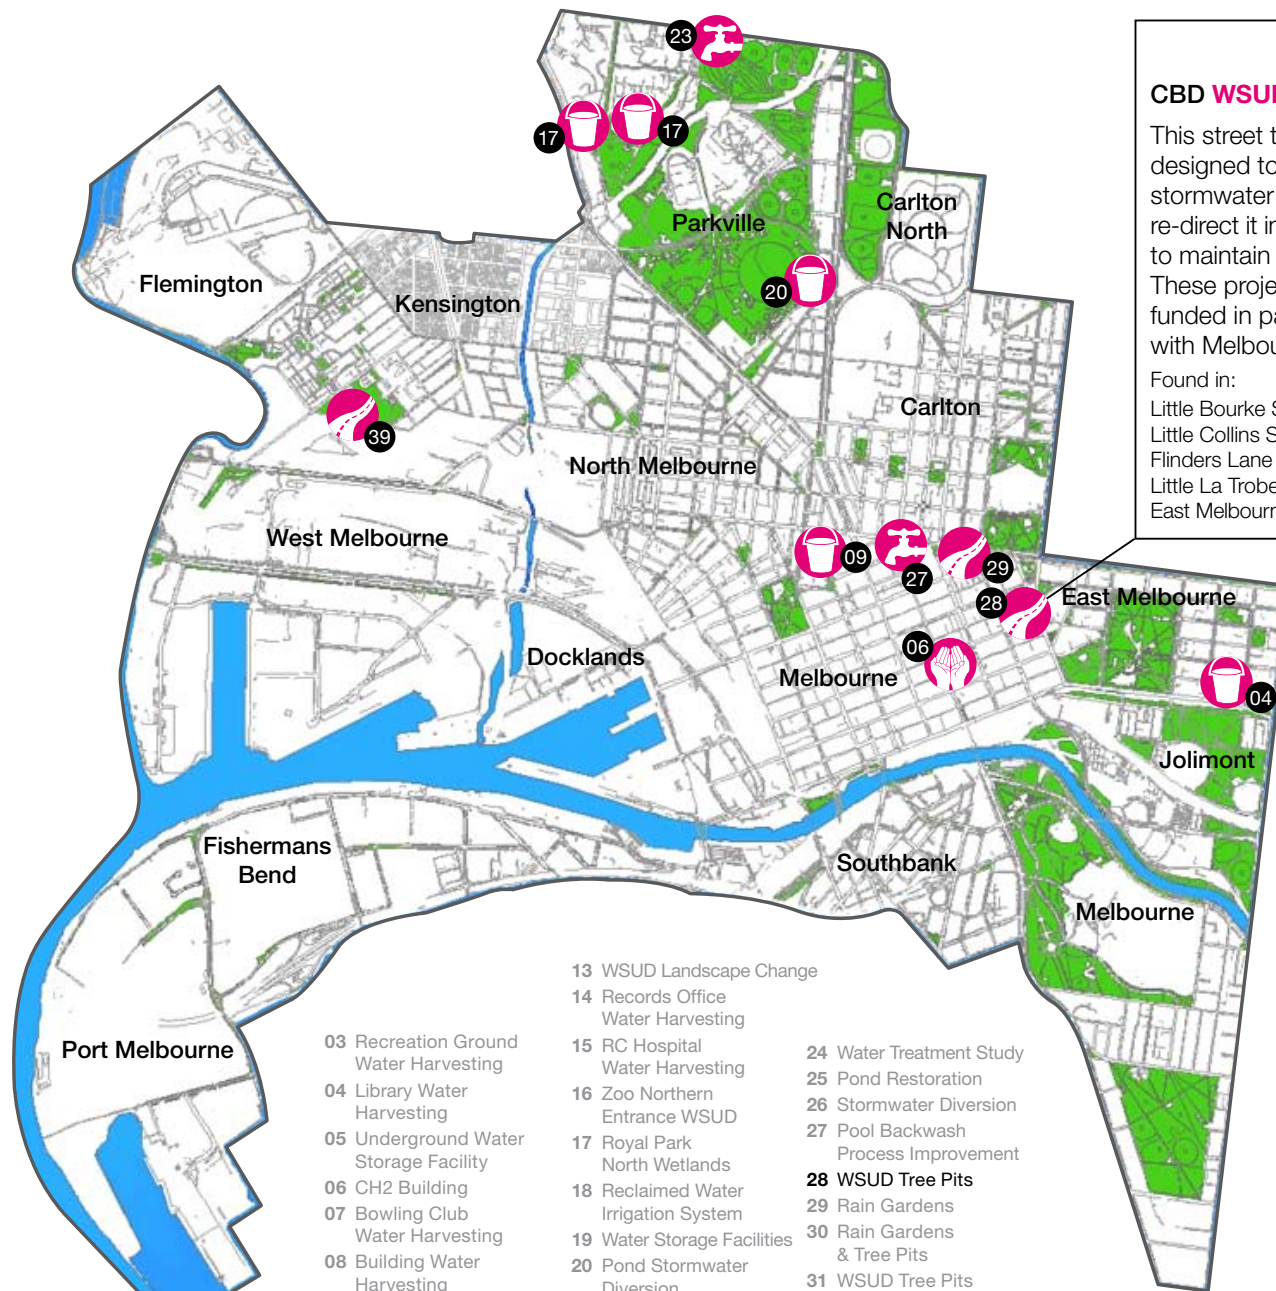 23
17
17
Parkville
Carlton
North
20
Flemington
Kensington
Carlton
39
North Melbourne
West Melbourne
09
27
29
28
East Melbourne
06
Docklands
Melbourne
04
Jolimont
Fishermans
Bend
Southbank
Melbourne
Port Melbourne
CBD
This street
designed to
stormwater
re-direct it
to maintain
These
funded in
with
Found in:
Little Bourke
Little Collins
Flinders Lane
Little La Trobe
East
03 Recreation Ground
Water Harvesting
04 Library Water
Harvesting
05 Underground Water
Storage Facility
06 CH2 Building
07 Bowling Club
Water Harvesting
08 Building Water
Harvesting
13 WSUD Landscape Change
14 Records Office
Water Harvesting
15 RC Hospital
Water Harvesting
16 Zoo Northern
Entrance WSUD
17 Royal Park
North Wetlands
18 Reclaimed Water
Irrigation System
19 Water Storage Facilities
20 Pond Stormwater
Diversion
24 Water Treatment Study
25 Pond Restoration
26 Stormwater Diversion
27 Pool Backwash
Process Improvement
28 WSUD Tree Pits
29 Rain Gardens
30 Rain Gardens
& Tree Pits
31 WSUD Tree Pits